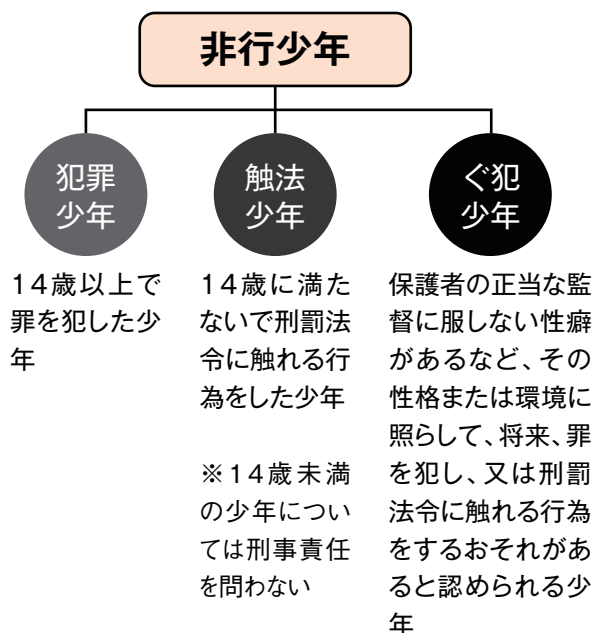 非行少年
犯罪
少年
14歳以上で
罪を犯した少
年
触法
少年
14歳に満た
ないで刑罰法
令に触れる行
為をした少年
※14歳未満
の少年につい
ては刑事責任
を問わない
ぐ犯
少年
保護者の正当な監
督に服しない性癖
があるなど、その
性格または環境に
照らして、将来、罪
を犯し、又は刑罰
法令に触れる行為
をするおそれがあ
ると認められる少
年